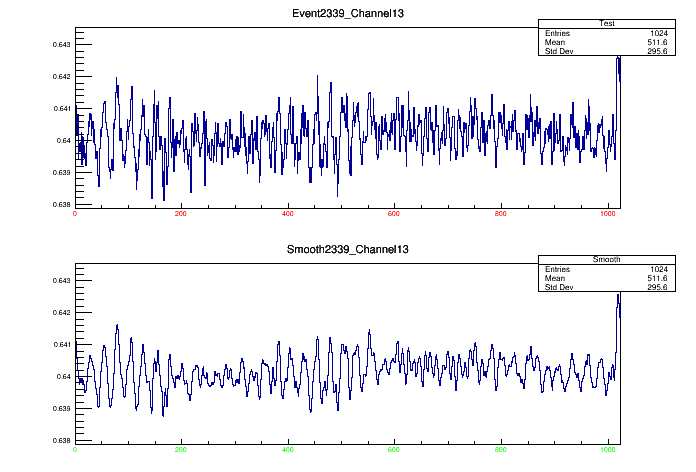 Event2339_Channel13
Test
Entries 1024
Mean 511.6
Std Dev 295.6
0.643
0.642
0.641
0.64
0.639
0.638
0 200 400 600 800 1000
Smooth2339_Channel13
Smooth
Entries 1024
Mean 511.6
Std Dev 295.6
0.643
0.642
0.641
0.64
0.639
0.638
0 200 400 600 800 1000